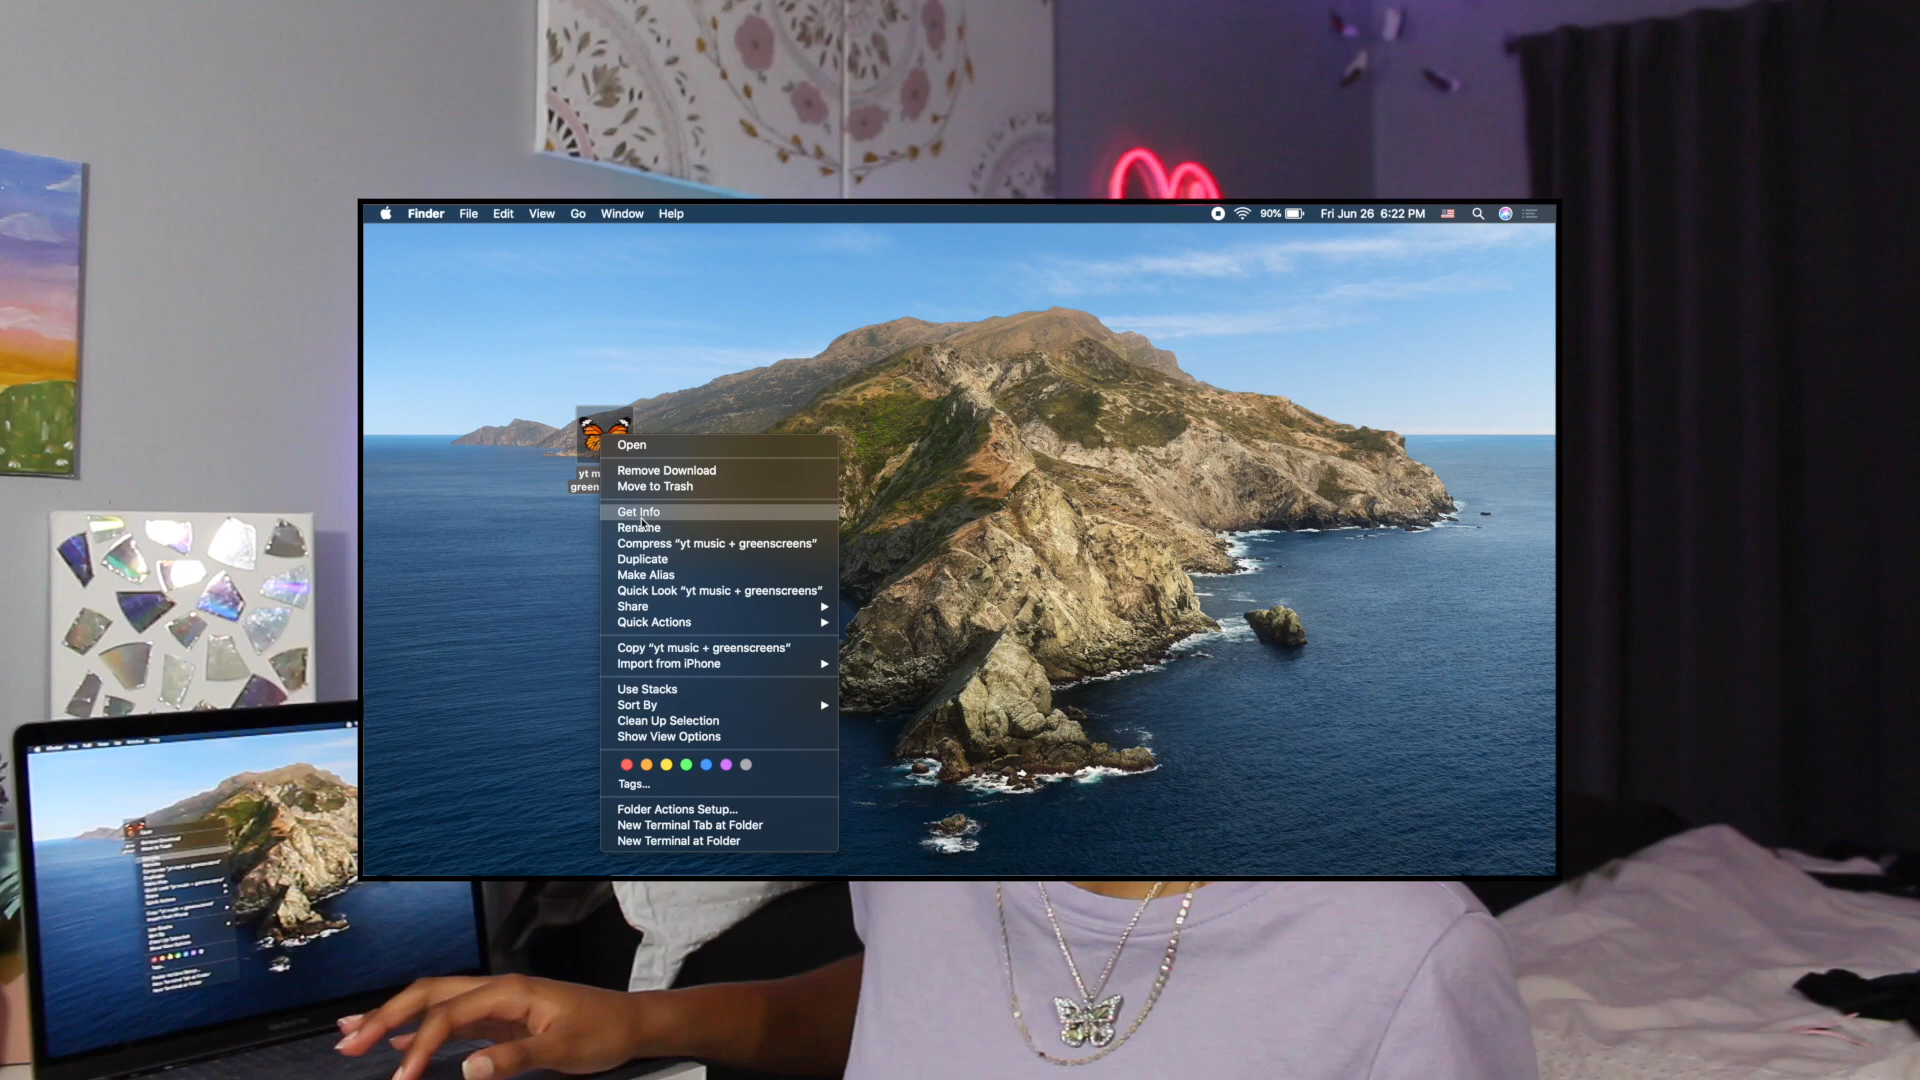 Finder File Edit View Go Window Help 90% Fri Jun 26 6:22 PM
yt m
green
Open
Remove Download
Move to Trash
Get Info
Rename
Compress “yt music + greenscreens”
Duplicate
Make Alias
Quick Look “yt music + greenscreens”
Share
Quick Actions
Copy “yt music + greenscreens”
Import from iPhone
Use Stacks
Sort By
Clean Up Selection
Show View Options
Tags...
Folder Actions Setup...
New Terminal Tab at Folder
New Terminal at Folder